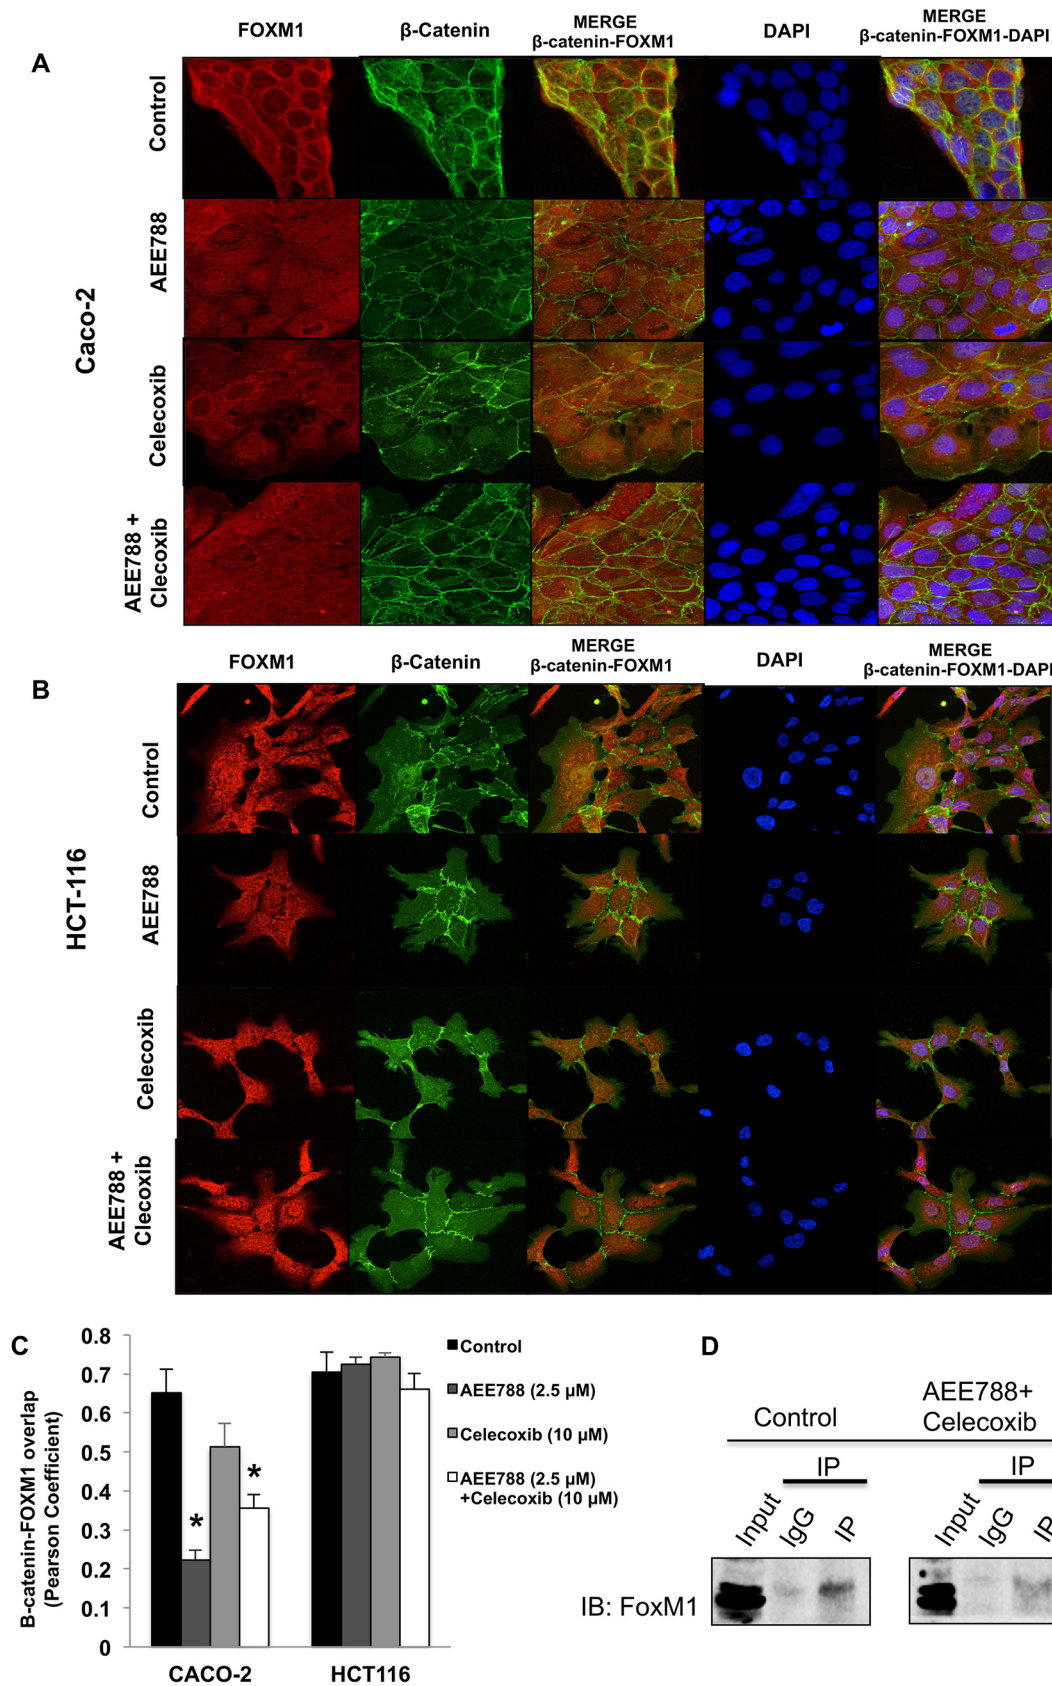 FOXM1
β-Catenin
MERGE
β-catenin-FOXM1
DAPI
MERGE
β-catenin-FOXM1-DAPI
A
Caco-2
Control
AEE788
Celecoxib
AEE788 +
Clecoxib
B
FOXM1
β-Catenin
MERGE
β-catenin-FOXM1
DAPI
MERGE
β-catenin-FOXM1-DAPI
HCT-116
Control
AEE788
Celecoxib
AEE788 +
Clecoxib
C
B-catenin-FOXM1 overlap
(Pearson Coefficient)
0.8
0.7
0.6
0.5
0.4
0.3
0.2
0.1
0
*
*
CACO-2
HCT116
Control
AEE788 (2.5 µM)
Celecoxib (10 µM)
AEE788 (2.5 µM)
+Celecoxib (10 µM)
D
Control
AEE788+
Celecoxib
IP
IP
Input
IgG
IP
Input
IgG
IP
IB: FoxM1